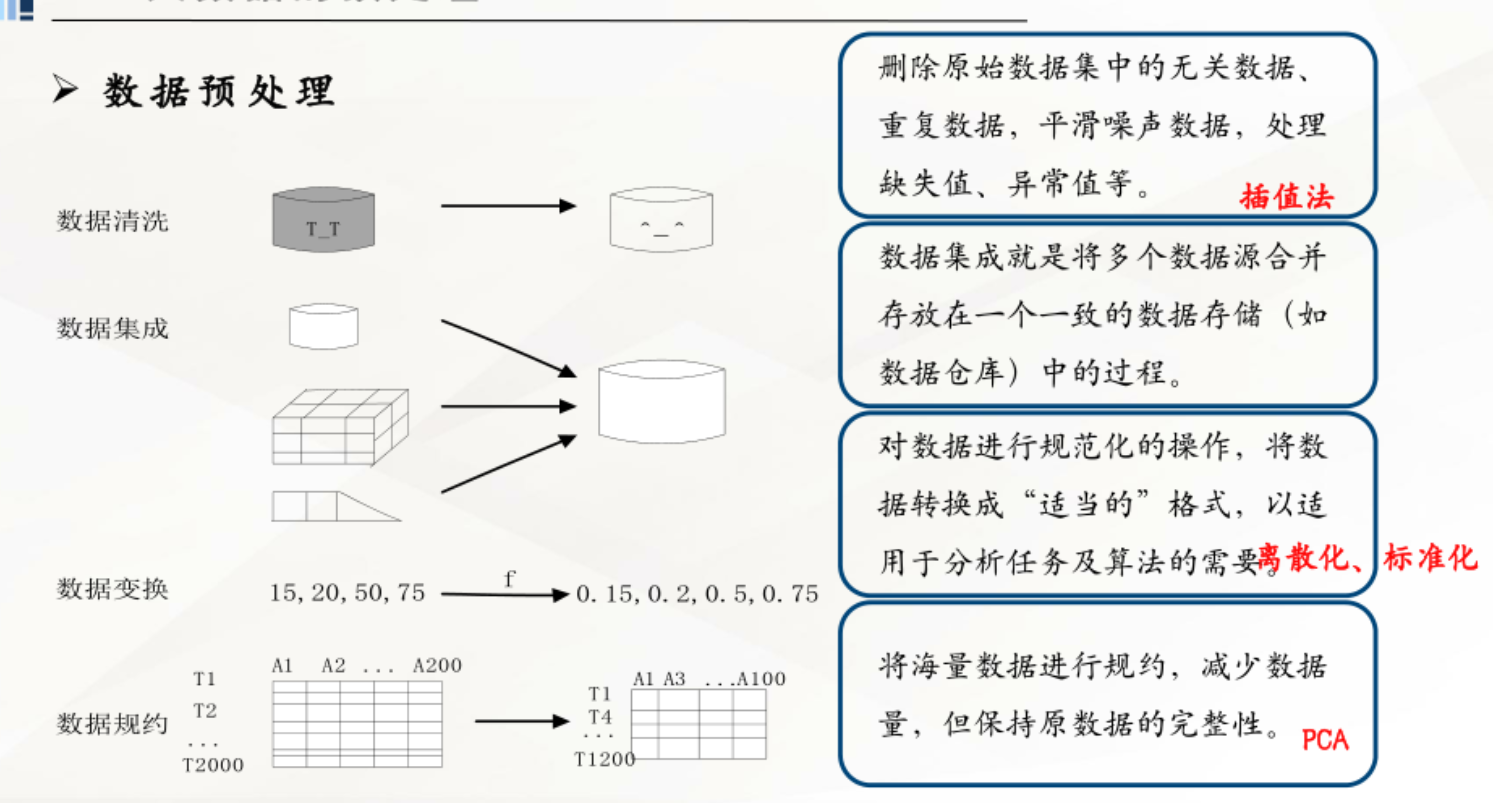 数据预处理
数据清洗
T_T
^_^
删除原始数据集中的无关数据、
重复数据，平滑噪声数据，处理
缺失值、异常值等。
插值法
数据集成
数据集成就是将多个数据源合并
存放在一个一致的数据存储（如
数据仓库）中的过程。
数据变换
15,20,50,75
f
0.15,0.2,0.5,0.75
对数据进行规范化的操作，将数
据转换成“适当的”格式，以适
用于分析任务及算法的需要。
离散化、标准化
数据规约
A1 A2 ... A200
T1
T2
...
T2000
A1 A3 ...A100
T1
T4
...
T1200
将海量数据进行规约，减少数据
量，但保持原数据的完整性。
PCA